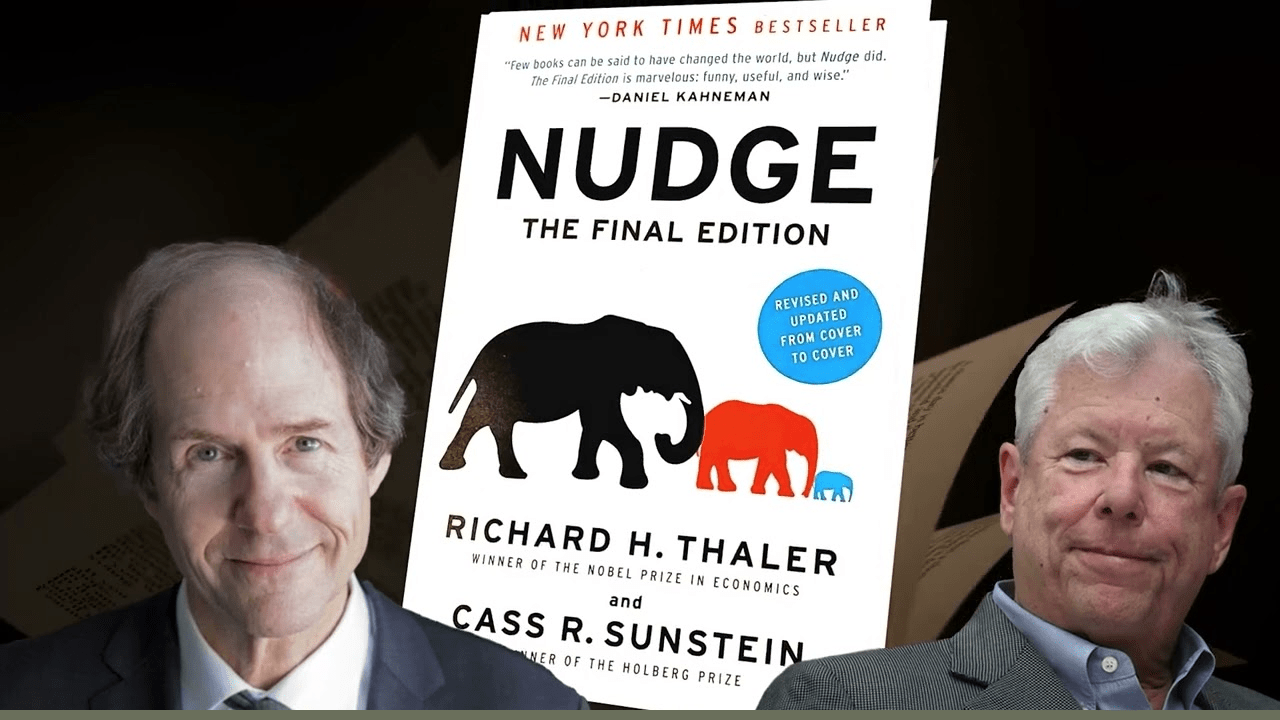 NEW YORK TIMES BESTSELLER
“Few books can be said to have changed the world, but Nudge did.
The Final Edition is marvelous: funny, useful, and wise.”
—DANIEL KAHNEMAN
NUDGE
THE FINAL EDITION
REVISED AND
UPDATED
FROM COVER
TO COVER
RICHARD H. THALER
WINNER OF THE NOBEL PRIZE IN ECONOMICS
and
CASS R. SUNSTEIN
OF THE HOLBERG PRIZE